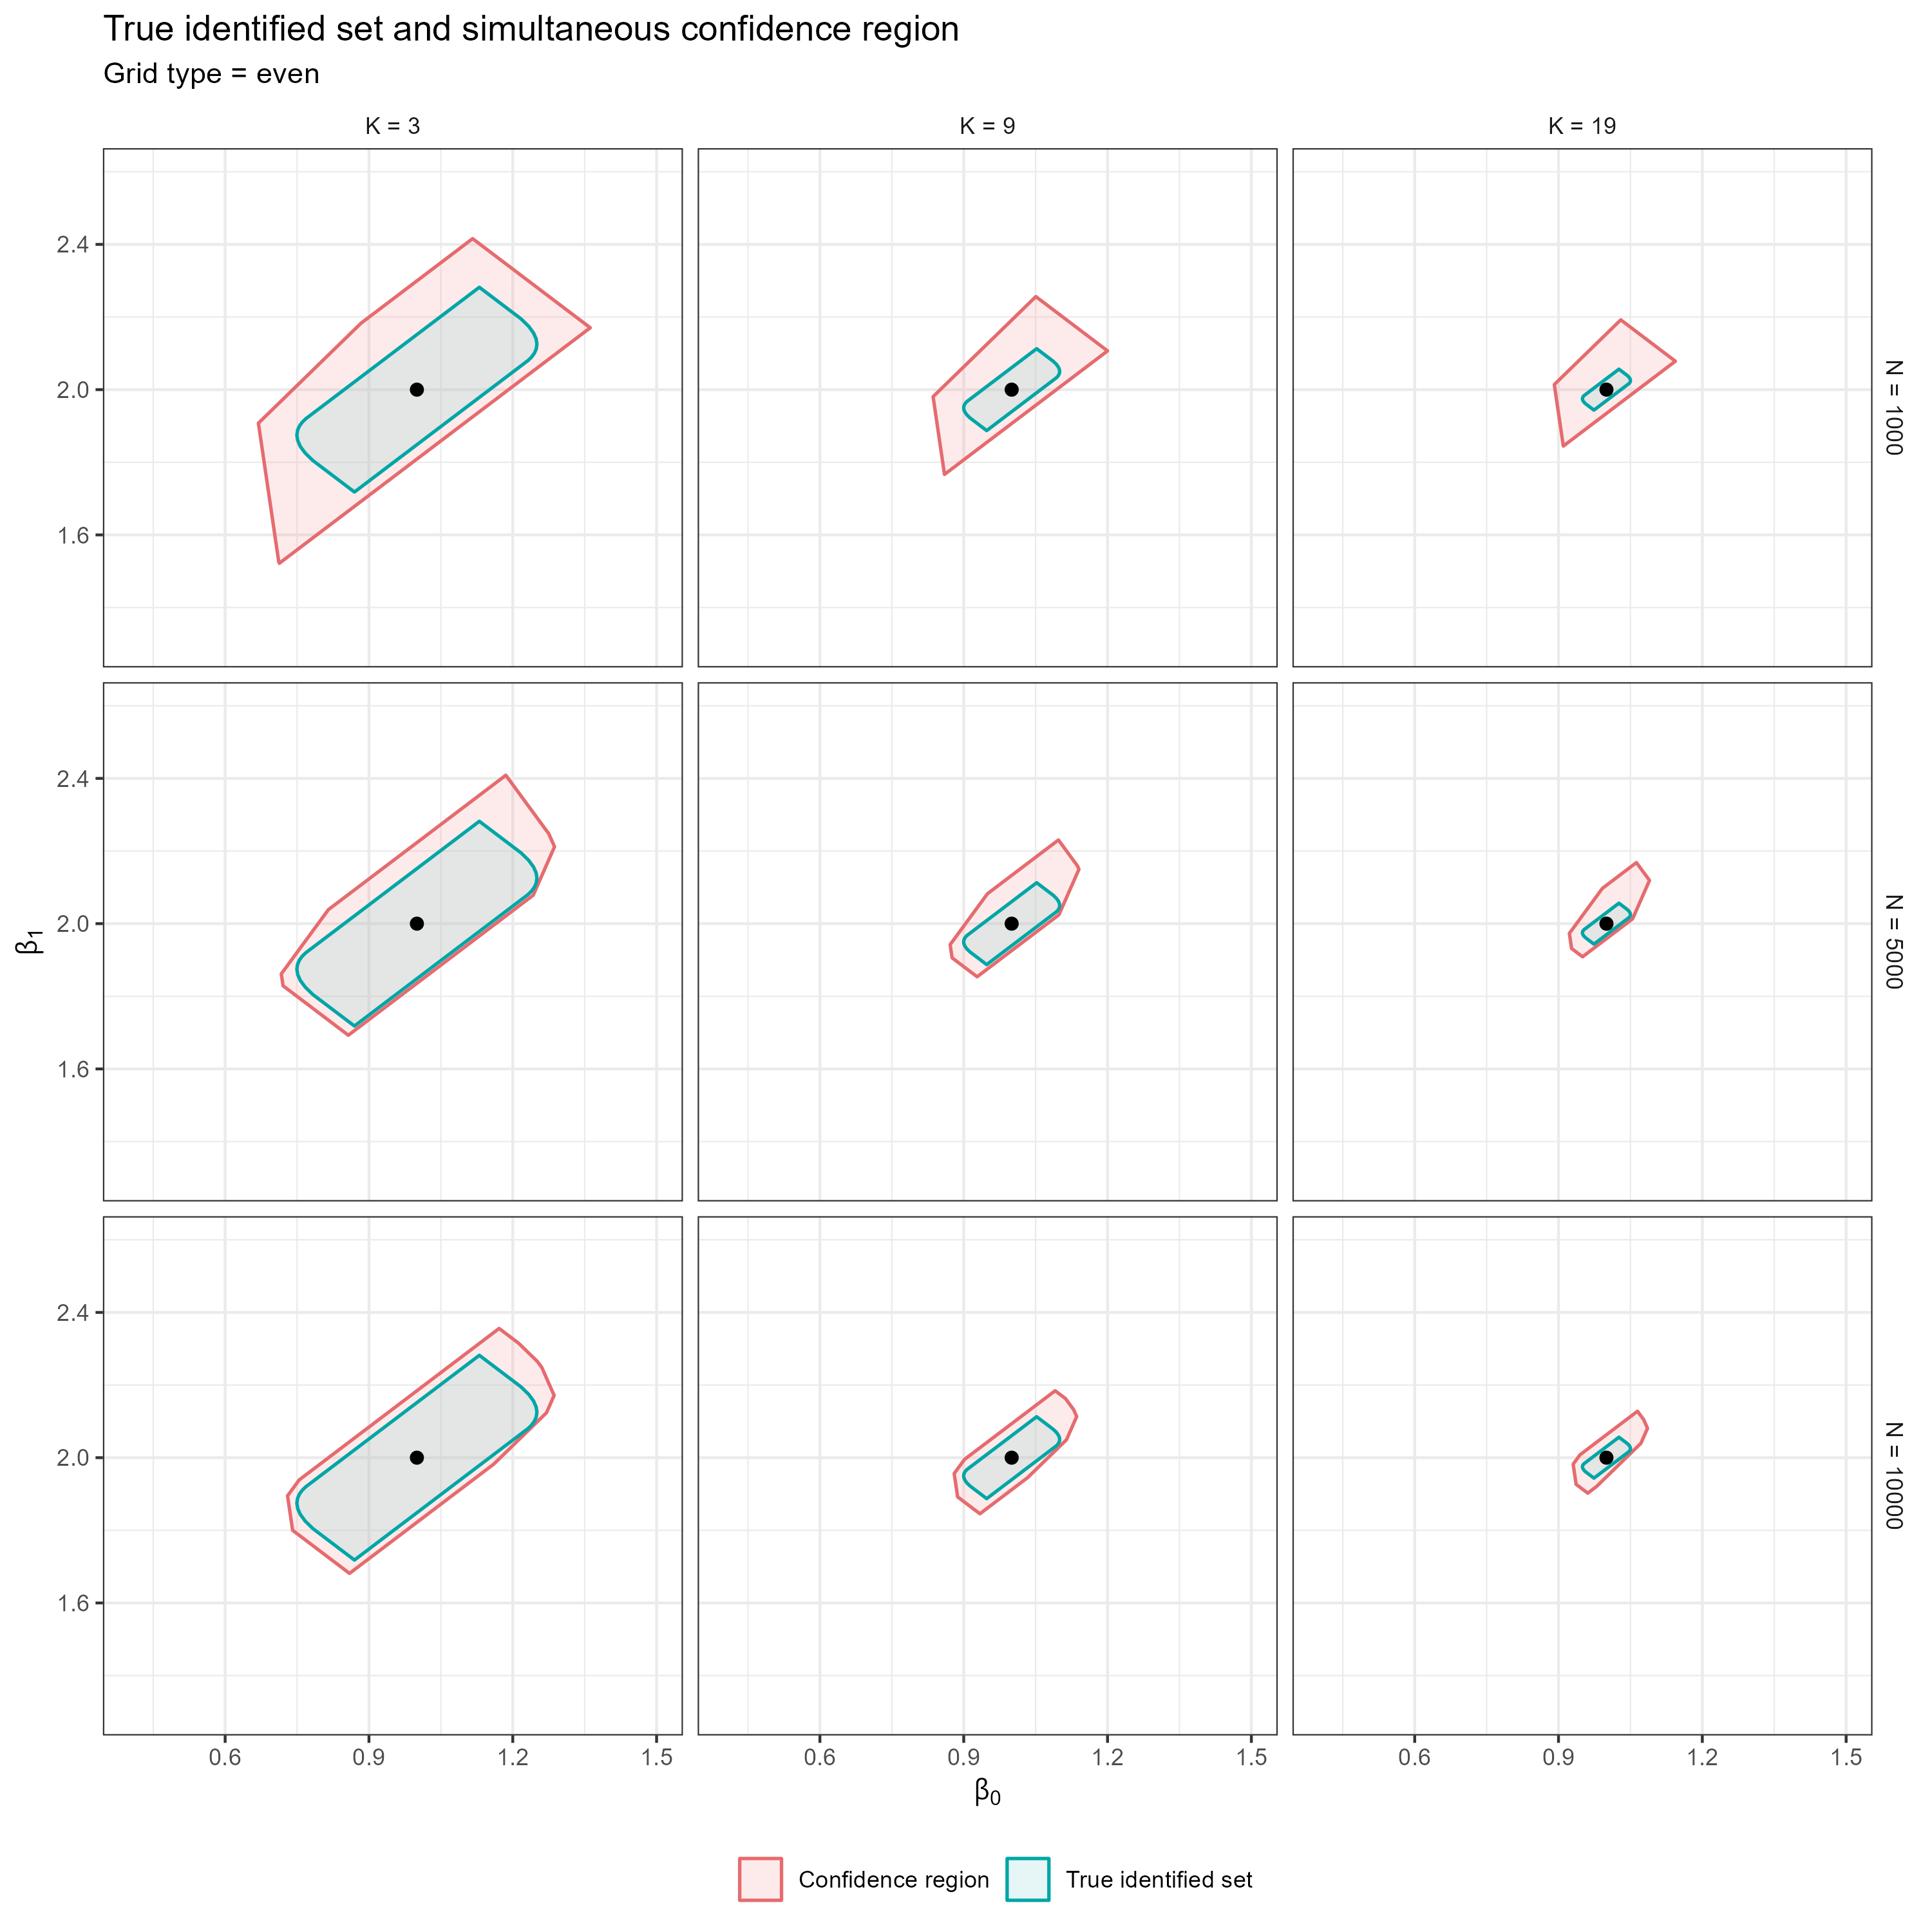 True identified set and simultaneous confidence region
Grid type = even
K = 3
K = 9
K = 19
2.4
2.0
1.6
N = 1000
2.4
2.0
1.6
N = 5000
β1
2.4
2.0
1.6
N = 10000
0.6 0.9 1.2 1.5
0.6 0.9 1.2 1.5
0.6 0.9 1.2 1.5
β0
Confidence region
True identified set